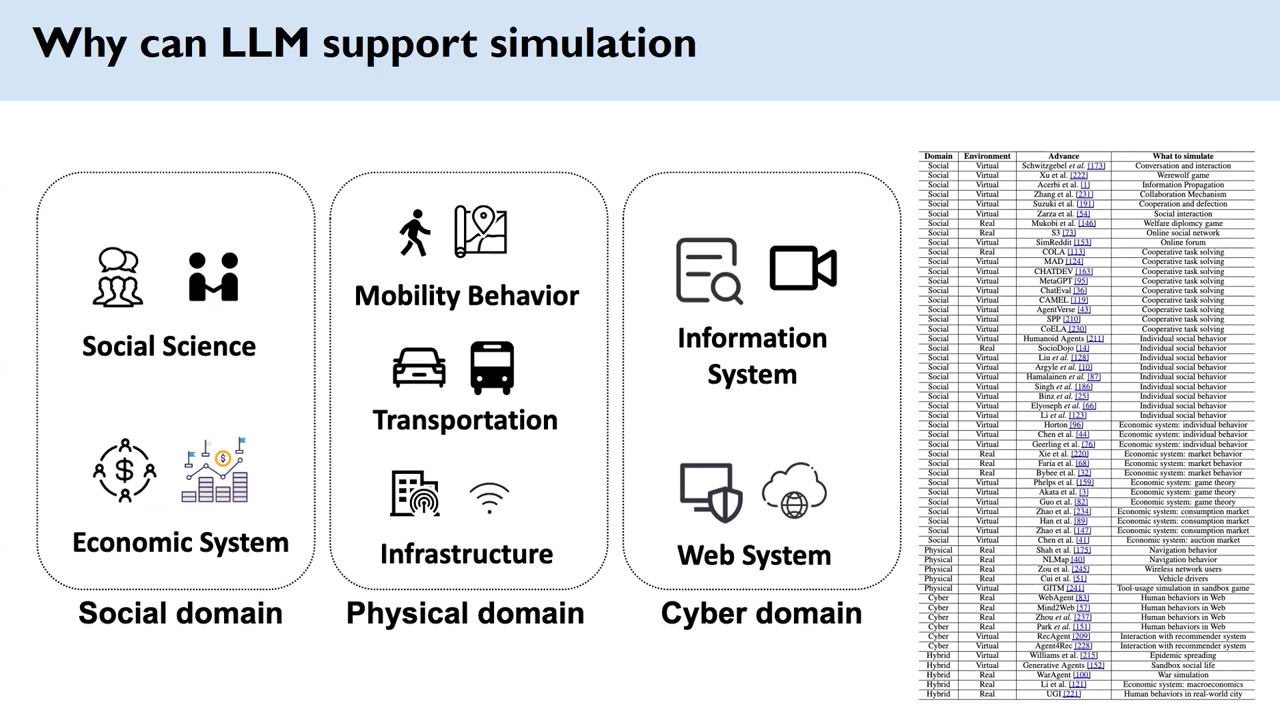 Why can LLM support simulation
Social Science
Economic System
Social domain
Mobility Behavior
Transportation
Infrastructure
Physical domain
Information
System
Web System
Cyber domain
Domain Environment Advance What to simulate
Social Virtual Schwitzgebel et al. [173] Conversation and interaction
Social Virtual Xu et al. [222] Werewolf game
Social Virtual Acerbi et al. [1] Information Propagation
Social Virtual Zhang et al. [231] Collaboration Mechanism
Social Virtual Suzuki et al. [191] Cooperation and defection
Social Virtual Zarza et al. [54] Social interaction
Social Real Mukobi et al. [146] Welfare diplomcy game
Social Real S3 [73] Online social network
Social Virtual SimReddit [153] Online forum
Social Real COLA [113] Cooperative task solving
Social Virtual MAD [124] Cooperative task solving
Social Virtual CHATDEV [163] Cooperative task solving
Social Virtual MetaGPT [95] Cooperative task solving
Social Virtual ChatEval [36] Cooperative task solving
Social Virtual CAMEL [119] Cooperative task solving
Social Virtual AgentVerse [43] Cooperative task solving
Social Virtual SPP [210] Cooperative task solving
Social Virtual CoELA [230] Cooperative task solving
Social Virtual Humanoid Agents [211] Individual social behavior
Social Real SocioDojo [14] Individual social behavior
Social Virtual Liu et al. [128] Individual social behavior
Social Virtual Argyle et al. [10] Individual social behavior
Social Virtual Hamalainen et al. [87] Individual social behavior
Social Virtual Singh et al. [186] Individual social behavior
Social Virtual Binz et al. [25] Individual social behavior
Social Virtual Elyoseph et al. [66] Individual social behavior
Social Virtual Li et al. [123] Individual social behavior
Social Virtual Horton [96] Economic system: individual behavior
Social Virtual Chen et al. [44] Economic system: individual behavior
Social Virtual Geerling et al. [76] Economic system: individual behavior
Social Real Xie et al. [220] Economic system: market behavior
Social Real Faria et al. [68] Economic system: market behavior
Social Real Bybee et al. [32] Economic system: market behavior
Social Virtual Phelps et al. [159] Economic system: game theory
Social Virtual Akata et al. [3] Economic system: game theory
Social Virtual Guo et al. [82] Economic system: game theory
Social Virtual Zhao et al. [234] Economic system: consumption market
Social Virtual Han et al. [89] Economic system: consumption market
Social Virtual Zhao et al. [147] Economic system: consumption market
Social Virtual Chen et al. [41] Economic system: auction market
Physical Real Shah et al. [175] Navigation behavior
Physical Real NLMap [40] Navigation behavior
Physical Real Zou et al. [245] Wireless network users
Physical Real Cui et al. [51] Vehicle drivers
Physical Virtual GITM [241] Tool-usage simulation in sandbox game
Cyber Real WebAgent [83] Human behaviors in Web
Cyber Real Mind2Web [57] Human behaviors in Web
Cyber Real Zhou et al. [237] Human behaviors in Web
Cyber Real Park et al. [151] Human behaviors in Web
Cyber Virtual RecAgent [209] Interaction with recommender system
Cyber Virtual Agent4Rec [228] Interaction with recommender system
Hybrid Virtual Williams et al. [215] Epidemic spreading
Hybrid Virtual Generative Agents [152] Sandbox social life
Hybrid Real WarAgent [100] War simulation
Hybrid Real Li et al. [121] Economic system: macroeconomics
Hybrid Real UGI [221] Human behaviors in real-world city